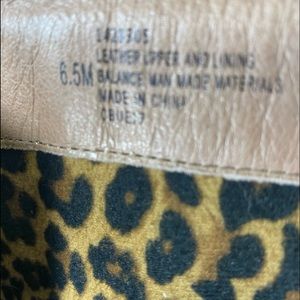 LEATHER UPPER AND LINING
6.5M BALANCE MAN MADE MATERIALS
MADE IN CHINA